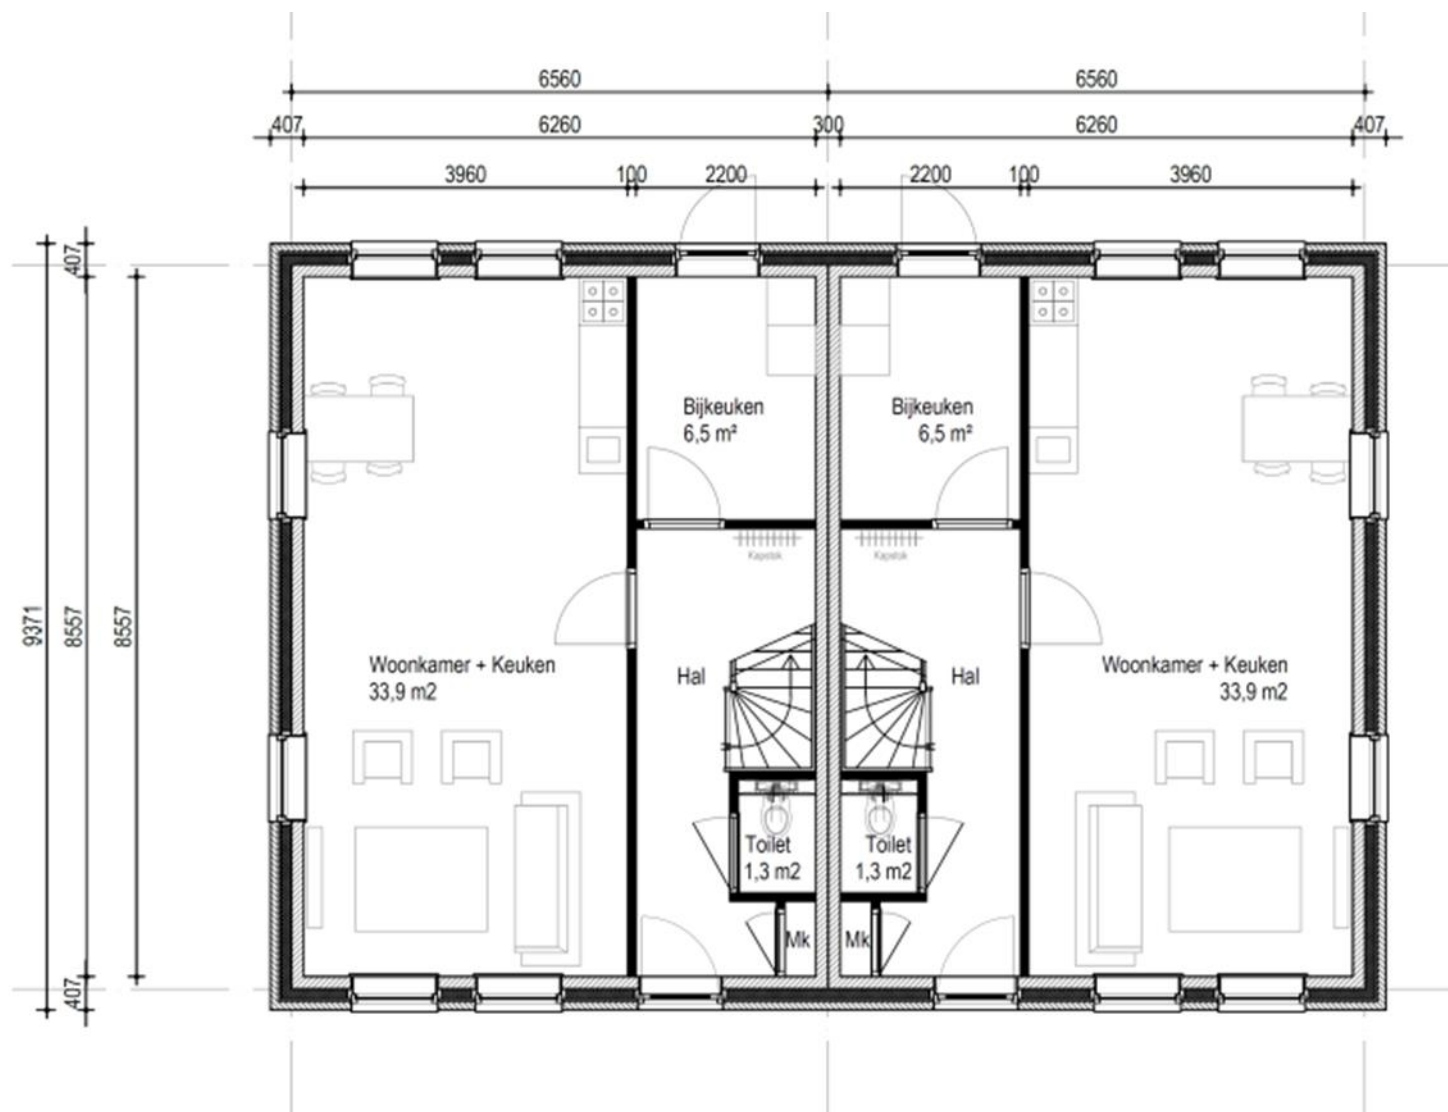 6560
6560
407
6260
300
6260
407
3960
100
2200
2200
100
3960
407
9371
8557
8557
407
Bijkeuken
6,5 m²
Bijkeuken
6,5 m²
Kapstok
Kapstok
Woonkamer + Keuken
33,9 m2
Hal
Hal
Woonkamer + Keuken
33,9 m2
Toilet
1,3 m2
Toilet
1,3 m2
Mk
Mk